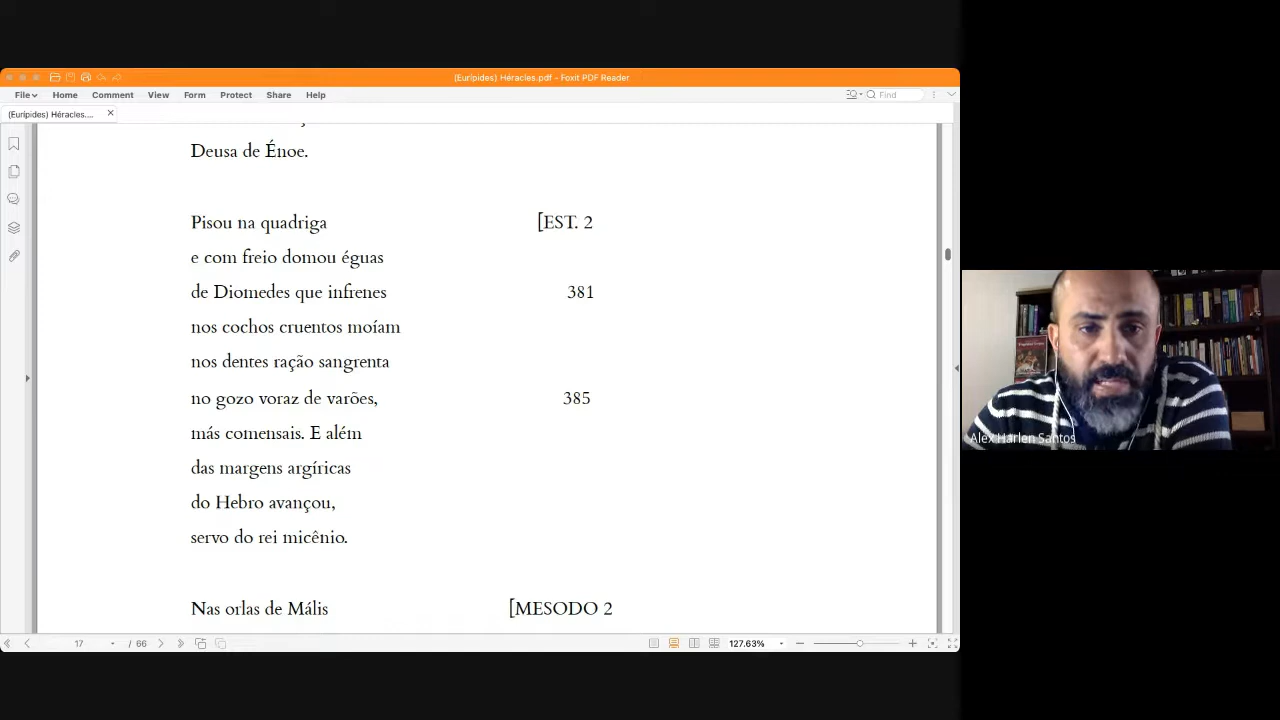 (Eurípides) Héracles.pdf - Foxit PDF Reader
File Home Comment View Form Protect Share Help
Find
(Eurípides) Héracles....
Deusa de Énoe.
Pisou na quadriga [EST. 2
e com freio domou éguas
de Diomedes que infrenes 381
nos cochos cruentos moíam
nos dentes ração sangrenta
no gozo voraz de varões, 385
más comensais. E além
das margens argíricas
do Hebro avançou,
servo do rei micênio.
Nas orlas de Mális [MESODO 2
17 / 66
127.63%
Alex Harlen Santos